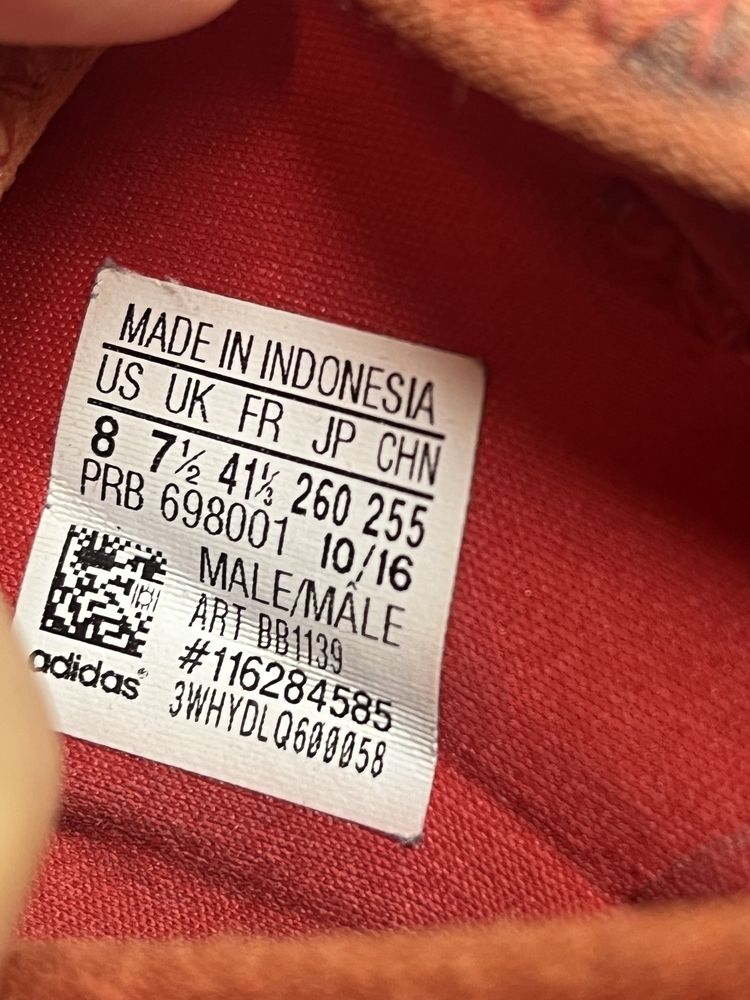 MADE IN INDONESIA
US UK FR JP CHN
8 7½ 41⅓ 260 255
PRB 698001 10/16
MALE/MÂLE
ART BB1139
#116284585
adidas
3WHYDLQ600058